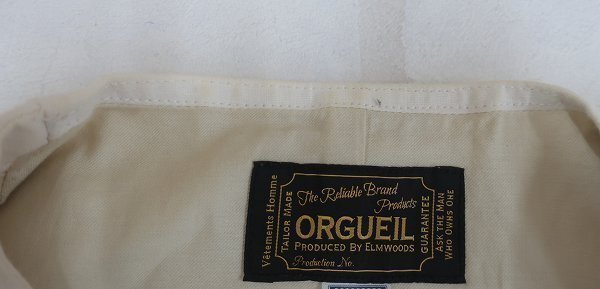 Vêtements Homme
TAILOR MADE
The Reliable Brand
Products
ORGUEIL
PRODUCED BY ELMWOODS
Production No.
GUARANTEE
ASK THE MAN
WHO OWNS ONE